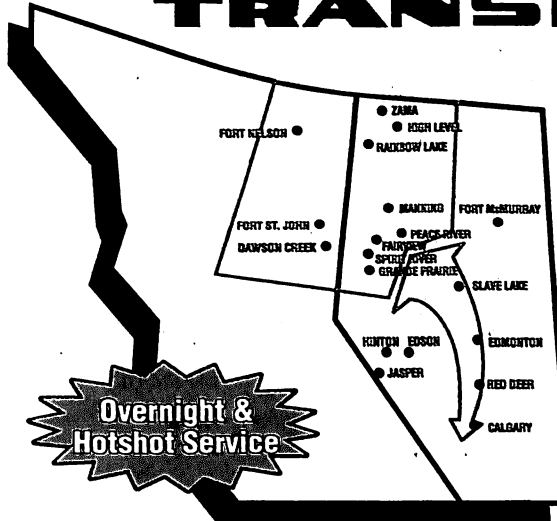 TRANS
ZAMA
FORT NELSON
HIGH LEVEL
RAINBOW LAKE
MANNING
FORT McMURRAY
FORT ST. JOHN
PEACE RIVER
DAWSON CREEK
FAIRVIEW
SPIRIT RIVER
GRANDE PRAIRIE
SLAVE LAKE
HINTON
EDSON
EDMONTON
JASPER
RED DEER
Overnight &
Hotshot Service
CALGARY